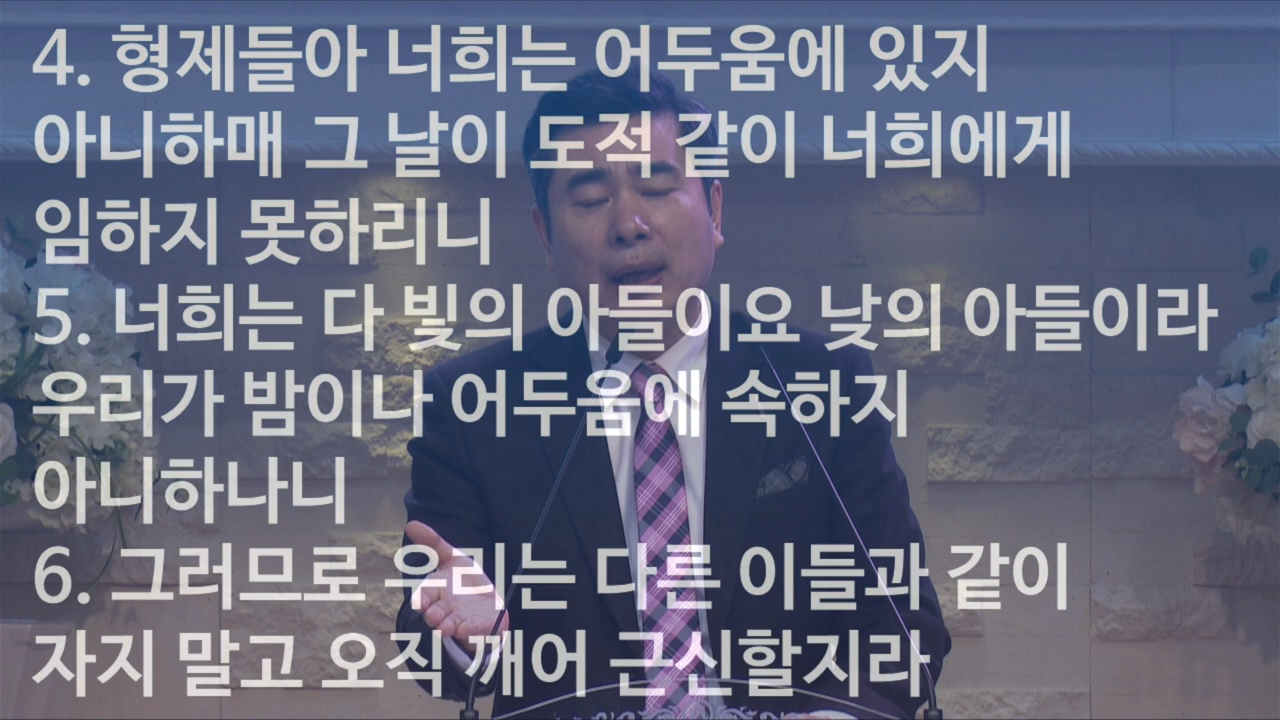 4. 형제들아 너희는 어두움에 있지
아니하매 그 날이 도적 같이 너희에게
임하지 못하리니
5. 너희는 다 빛의 아들이요 낮의 아들이라
우리가 밤이나 어두움에 속하지
아니하나니
6. 그러므로 우리는 다른 이들과 같이
자지 말고 오직 깨어 근신할지라